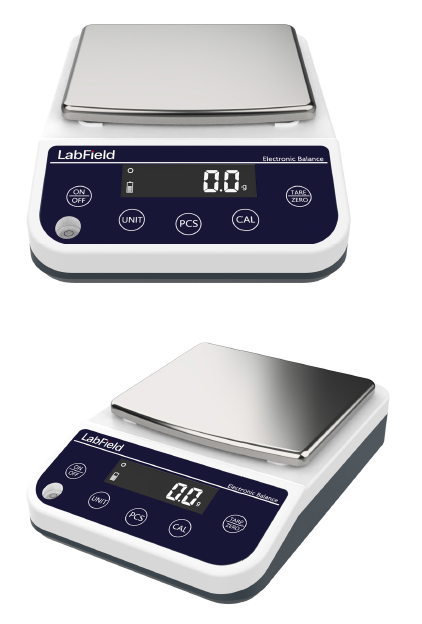 LabField
Electronic Balance
0.0 g
ON
OFF
TARE
ZERO
UNIT
PCS
CAL
LabField
Electronic Balance
ON
OFF
0.0 g
UNIT
PCS
CAL
TARE
ZERO